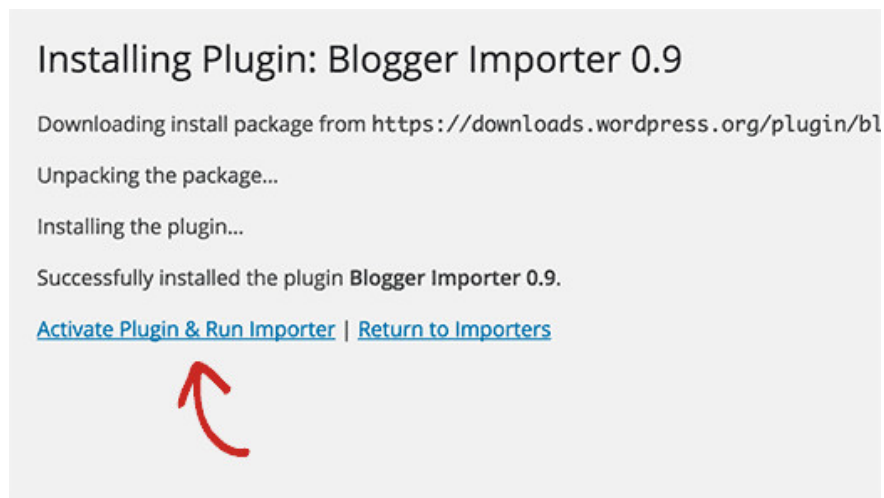 Installing Plugin: Blogger Importer 0.9
Downloading install package from https://downloads.wordpress.org/plugin/bl
Unpacking the package...
Installing the plugin...
Successfully installed the plugin Blogger Importer 0.9.
Activate Plugin & Run Importer | Return to Importers